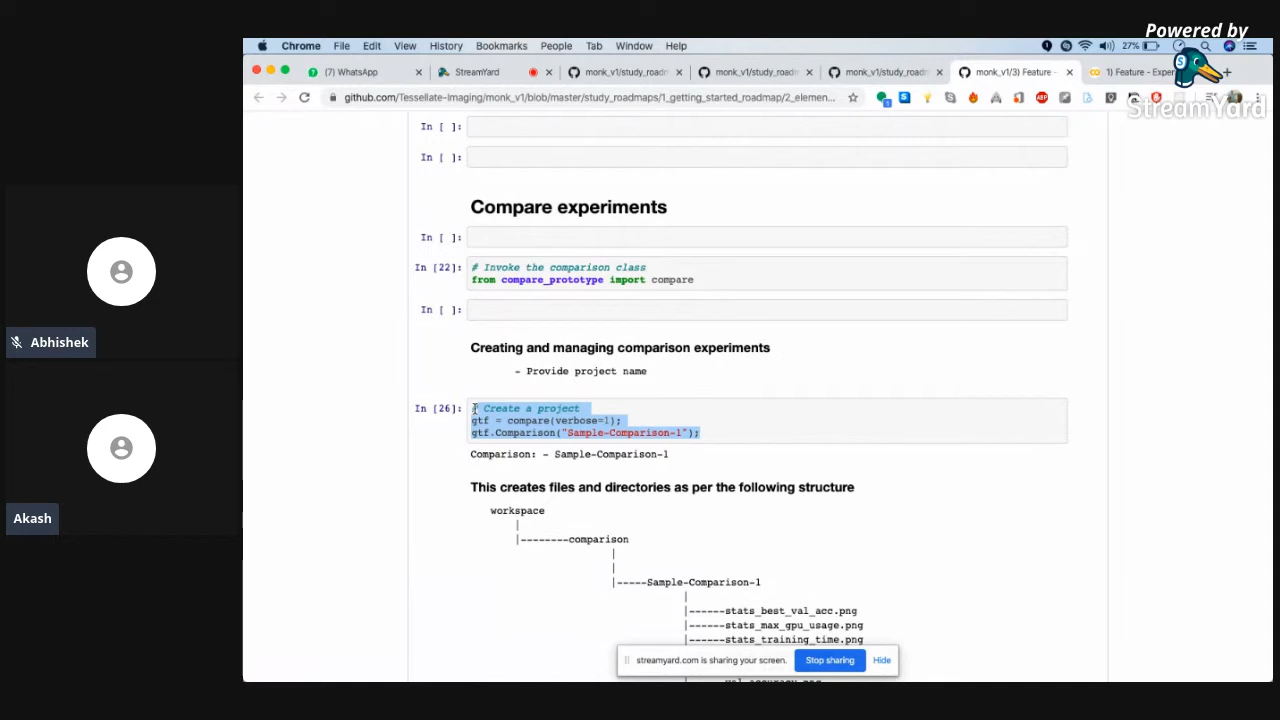 Powered by
StreamYard
Chrome File Edit View History Bookmarks People Tab Window Help
27%
(7) WhatsApp
StreamYard
monk_v1/study_roadm
monk_v1/study_roadm
monk_v1/study_roadm
monk_v1/3) Feature -
1) Feature - Exper
github.com/Tessellate-Imaging/monk_v1/blob/master/study_roadmaps/1_getting_started_roadmap/2_elemen...
In [ ]:
In [ ]:
Compare experiments
In [ ]:
In [22]: # Invoke the comparison class
from compare_prototype import compare
In [ ]:
Creating and managing comparison experiments
- Provide project name
In [26]: # Create a project
gtf = compare(verbose=1);
gtf.Comparison("Sample-Comparison-1");
Comparison: - Sample-Comparison-1
This creates files and directories as per the following structure
workspace
|
|--------comparison
|
|
|-----Sample-Comparison-1
|
|------stats_best_val_acc.png
|------stats_max_gpu_usage.png
|------stats_training_time.png
val_accuracy.png
streamyard.com is sharing your screen.
Stop sharing
Hide
Abhishek
Akash